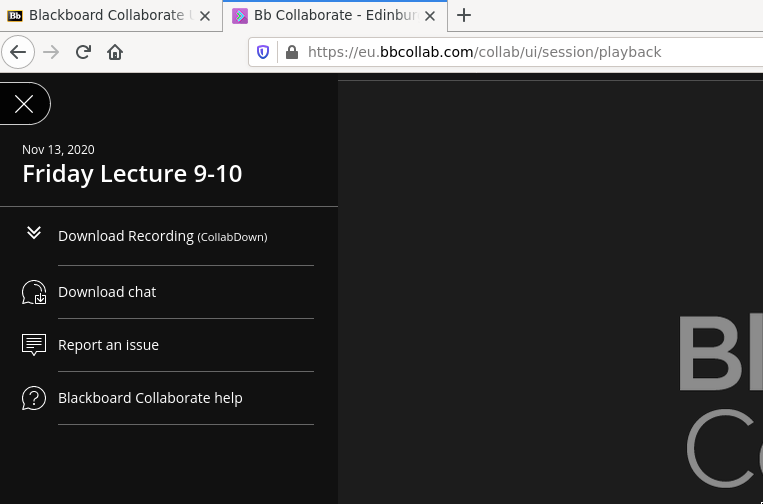 Bb
Blackboard Collaborate
Bb Collaborate - Edinbur
https://eu.bbcollab.com/collab/ui/session/playback
Nov 13, 2020
Friday Lecture 9-10
Download Recording (CollabDown)
Download chat
Report an issue
Blackboard Collaborate help
Bl
Co